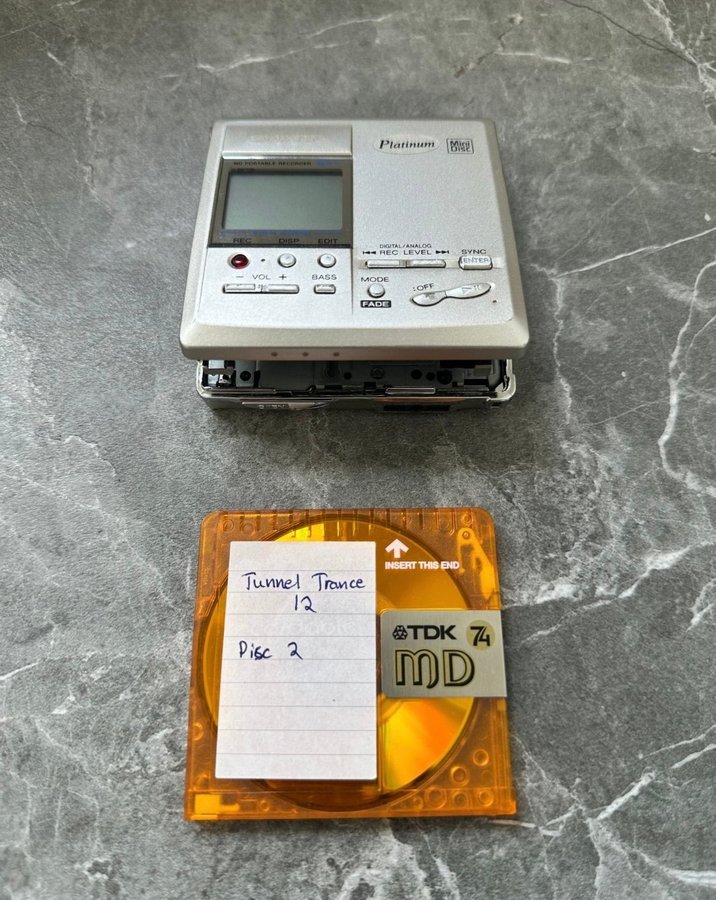 Platinum
Mini Disc
MD PORTABLE RECORDER
REC DISP EDIT
DIGITAL/ANALOG
REC LEVEL
SYNC
ENTER
− VOL +
BASS
MODE
FADE
:OFF
INSERT THIS END
Tunnel Trance
12
Disc 2
TDK 74
MD